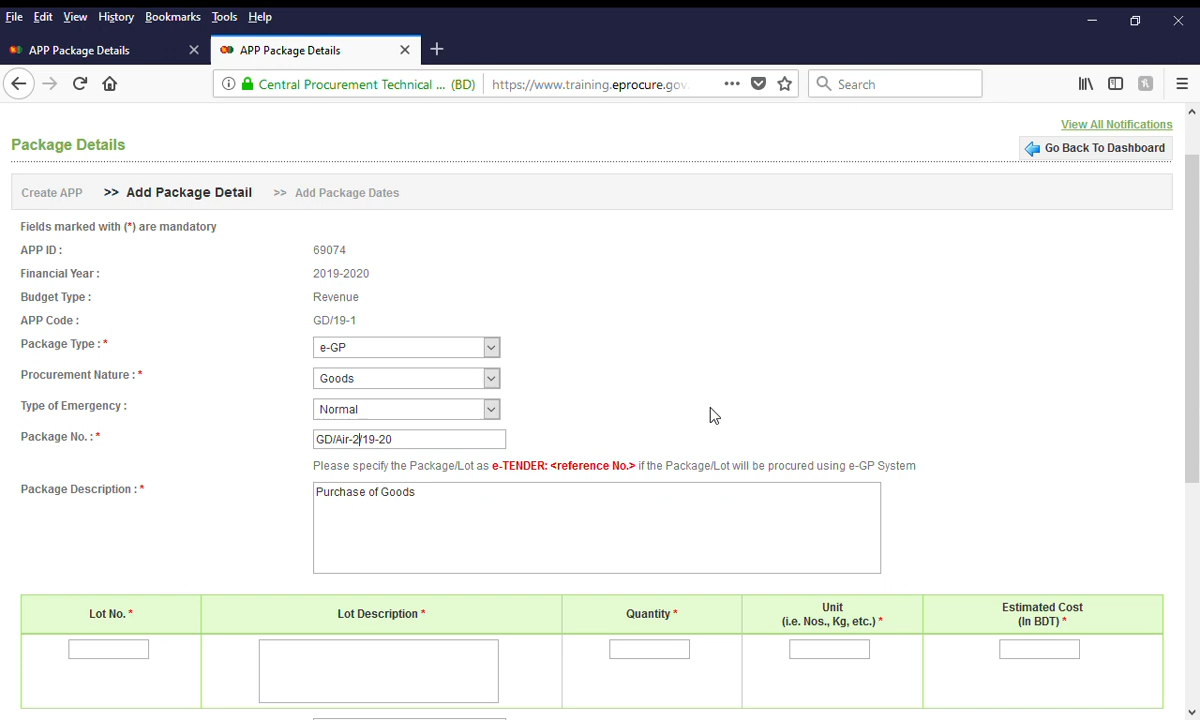 File Edit View History Bookmarks Tools Help
APP Package Details
APP Package Details
Central Procurement Technical ... (BD) https://www.training.eprocure.gov. Search
View All Notifications
Package Details
Go Back To Dashboard
Create APP >> Add Package Detail >> Add Package Dates
Fields marked with (*) are mandatory
APP ID : 69074
Financial Year : 2019-2020
Budget Type : Revenue
APP Code : GD/19-1
Package Type : * e-GP
Procurement Nature : * Goods
Type of Emergency : Normal
Package No. : * GD/Air-2/19-20
Please specify the Package/Lot as e-TENDER: <reference No.> if the Package/Lot will be procured using e-GP System
Package Description : * Purchase of Goods
Lot No. * Lot Description * Quantity * Unit (i.e. Nos., Kg, etc.) * Estimated Cost (In BDT) *